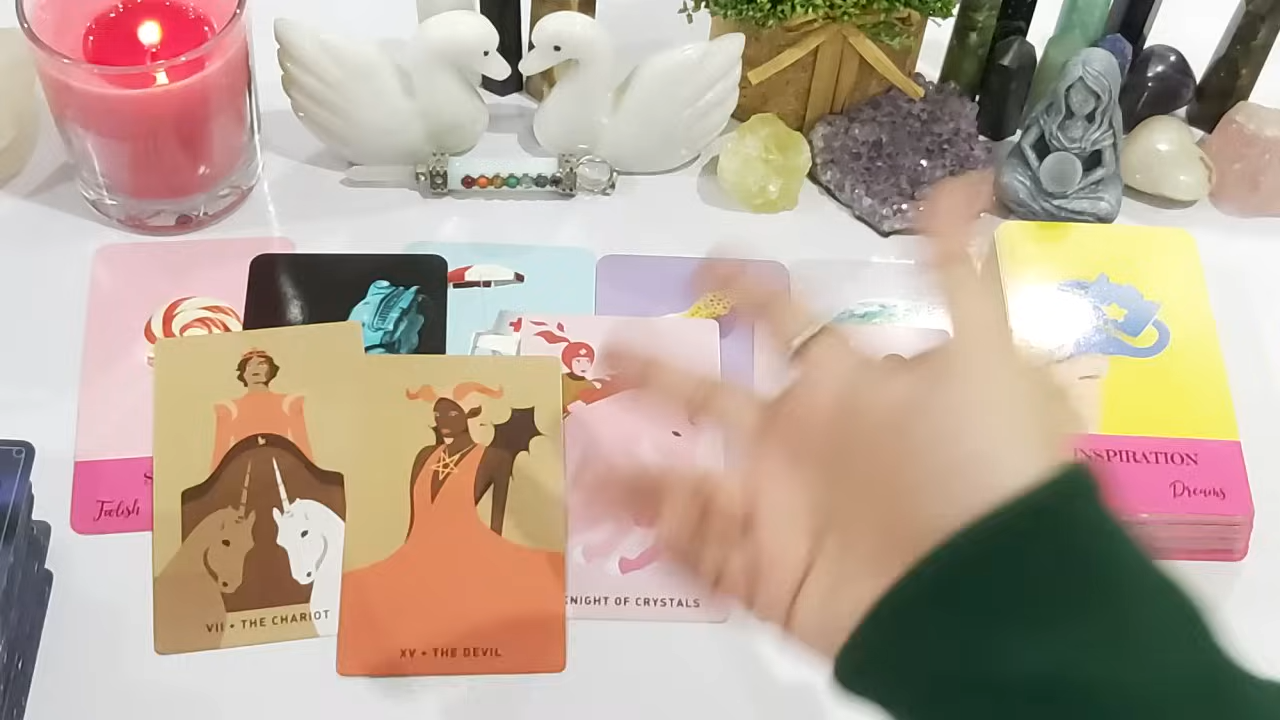 INSPIRATION
Dreams
Foolish
KNIGHT OF CRYSTALS
VII • THE CHARIOT
XV • THE DEVIL